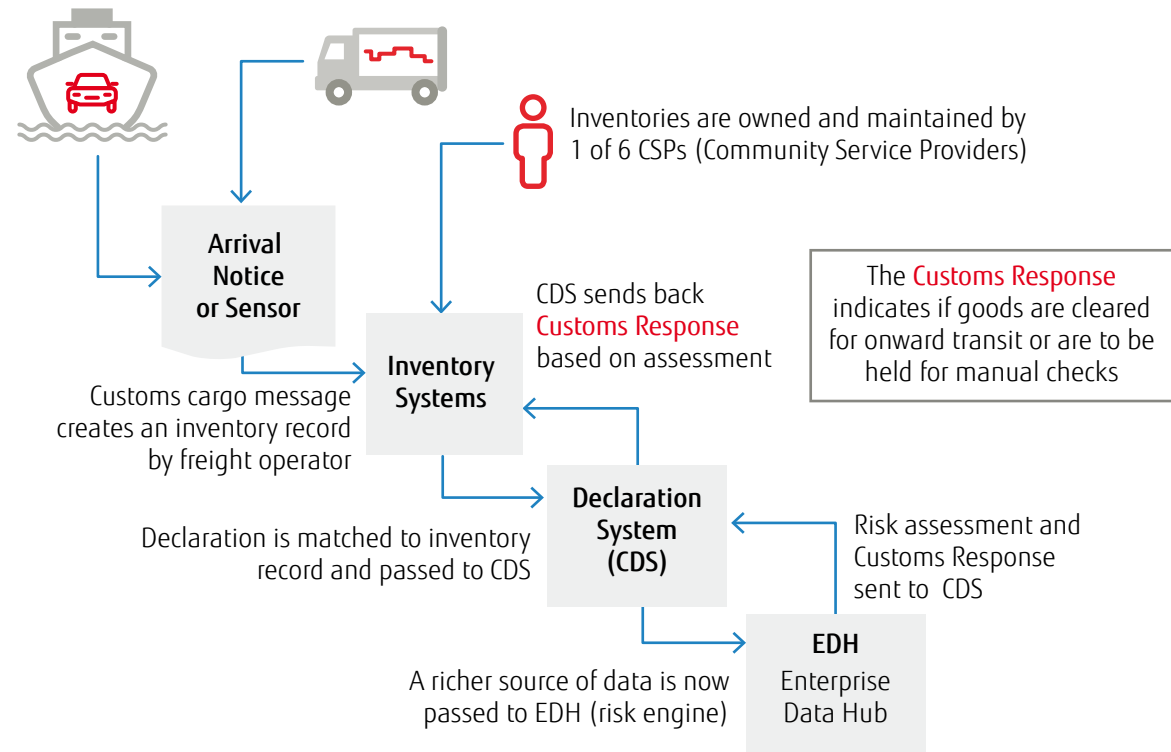 Inventories are owned and maintained by
1 of 6 CSPs (Community Service Providers)
Arrival
Notice
or Sensor
The Customs Response
indicates if goods are cleared
for onward transit or are to be
held for manual checks
CDS sends back
Customs Response
based on assessment
Inventory
Systems
Customs cargo message
creates an inventory record
by freight operator
Declaration
System
(CDS)
Declaration is matched to inventory
record and passed to CDS
Risk assessment and
Customs Response
sent to CDS
EDH
Enterprise
Data Hub
A richer source of data is now
passed to EDH (risk engine)